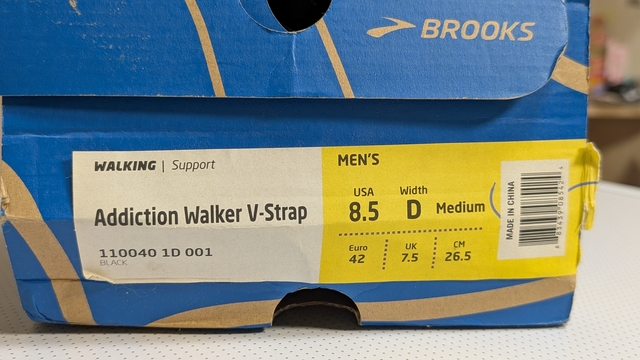 BROOKS
WALKING | Support
Addiction Walker V-Strap
110040 1D 001
BLACK
MEN'S
USA
8.5
Width
D
Medium
Euro
42
UK
7.5
CM
26.5
MADE IN CHINA